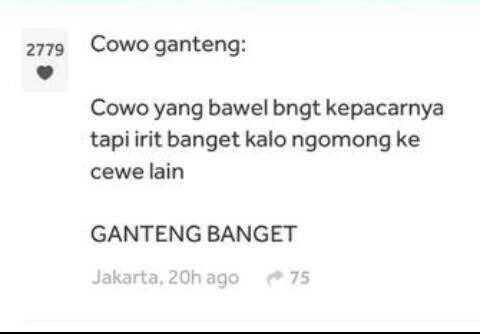 2779
Cowo ganteng:
Cowo yang bawel bngt kepacarnya
tapi irit banget kalo ngomong ke
cewe lain
GANTENG BANGET
Jakarta, 20h ago 75